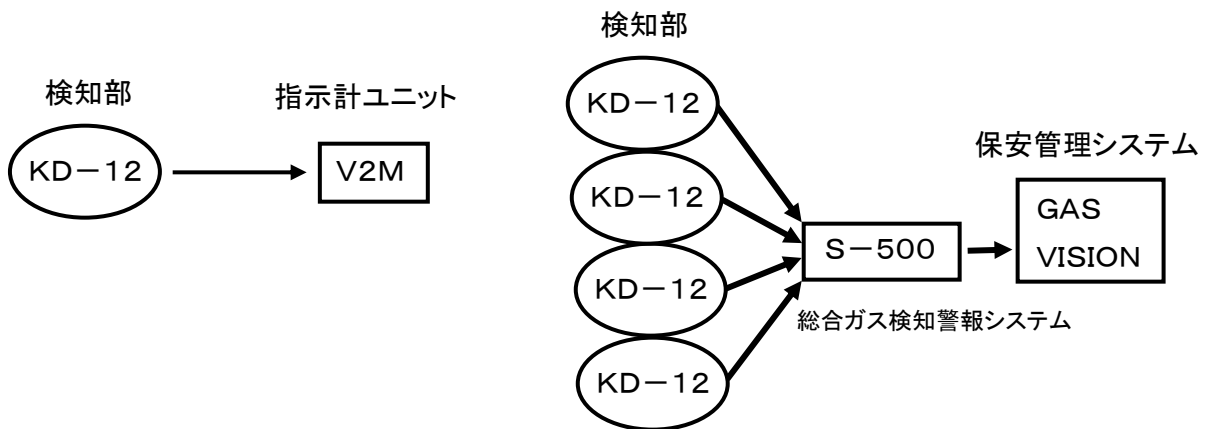 検知部
指示計ユニット
KD－12
V2M
検知部
KD－12
KD－12
KD－12
KD－12
S－500
総合ガス検知警報システム
保安管理システム
GAS
VISION